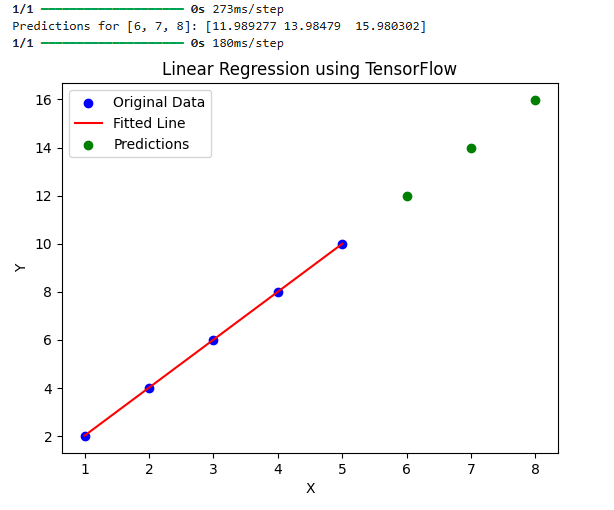 1/1 ━━━━━━━━━━━━━━━━━━━━ 0s 273ms/step
Predictions for [6, 7, 8]: [11.989277 13.98479  15.980302]
1/1 ━━━━━━━━━━━━━━━━━━━━ 0s 180ms/step
Linear Regression using TensorFlow
Original Data
Fitted Line
Predictions
16
14
12
10
8
6
4
2
Y
1 2 3 4 5 6 7 8
X